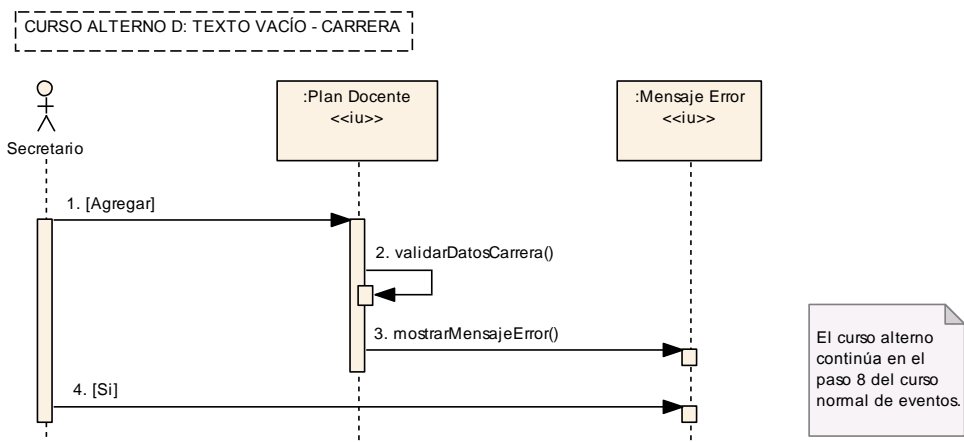 CURSO ALTERNO D: TEXTO VACÍO - CARRERA
:Plan Docente
<<iu>>
:Mensaje Error
<<iu>>
Secretario
1. [Agregar]
2. validarDatosCarrera()
3. mostrarMensajeError()
4. [Si]
El curso alterno
continúa en el
paso 8 del curso
normal de eventos.